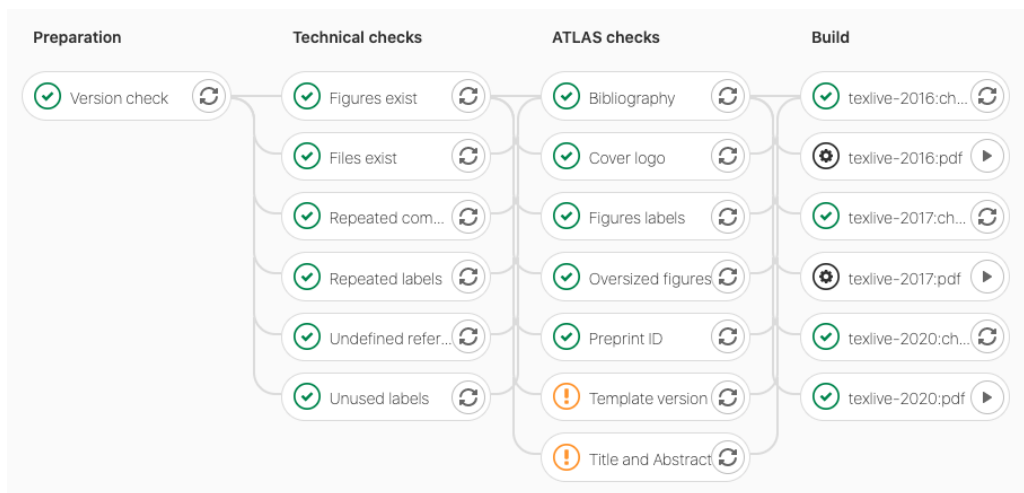 Preparation
Version check
Technical checks
Figures exist
Files exist
Repeated com...
Repeated labels
Undefined refer...
Unused labels
ATLAS checks
Bibliography
Cover logo
Figures labels
Oversized figures
Preprint ID
Template version
Title and Abstract
Build
texlive-2016:ch...
texlive-2016:pdf
texlive-2017:ch...
texlive-2017:pdf
texlive-2020:ch...
texlive-2020:pdf